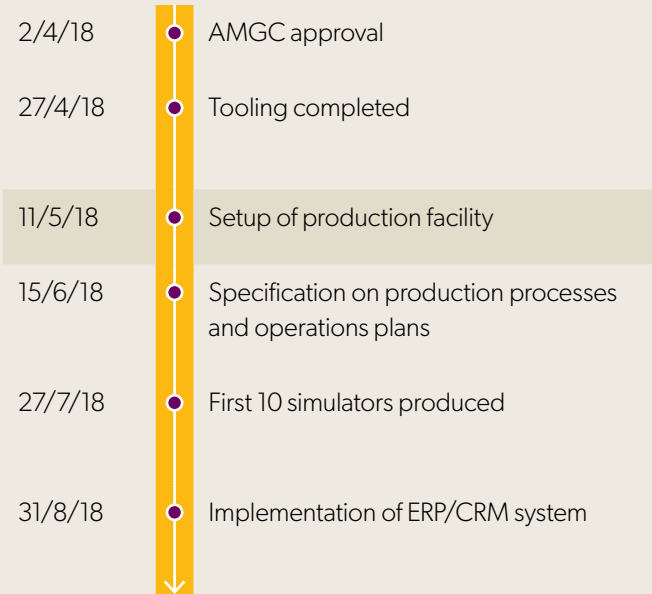 2/4/18 AMGC approval
27/4/18 Tooling completed
11/5/18 Setup of production facility
15/6/18 Specification on production processes
and operations plans
27/7/18 First 10 simulators produced
31/8/18 Implementation of ERP/CRM system